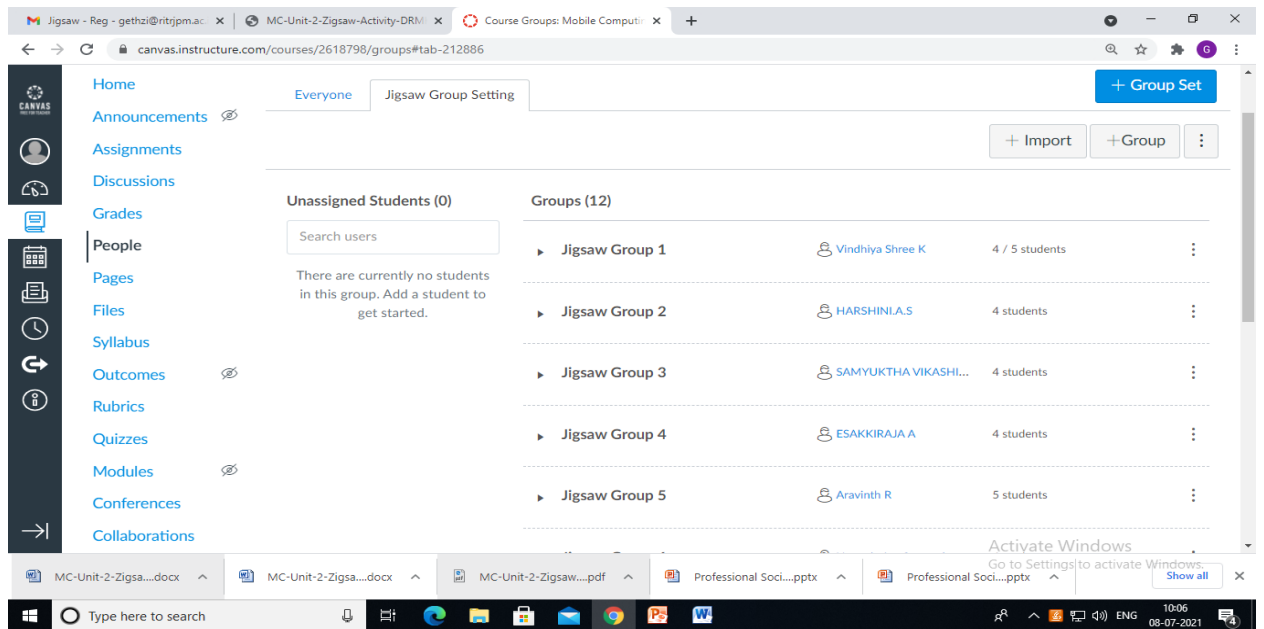 Jigsaw - Reg - gethzi@ritrjpm.ac.
MC-Unit-2-Zigsaw-Activity-DRM
Course Groups: Mobile Computin
canvas.instructure.com/courses/2618798/groups#tab-212886
G
CANVAS
Home
Announcements
Assignments
Discussions
Grades
People
Pages
Files
Syllabus
Outcomes
Rubrics
Quizzes
Modules
Conferences
Collaborations
Everyone
Jigsaw Group Setting
+ Group Set
+ Import
+Group
Unassigned Students (0)
Search users
There are currently no students
in this group. Add a student to
get started.
Groups (12)
Jigsaw Group 1 Vindhiya Shree K 4 / 5 students
Jigsaw Group 2 HARSHINI.A.S 4 students
Jigsaw Group 3 SAMYUKTHA VIKASHI... 4 students
Jigsaw Group 4 ESAKKIRAJA A 4 students
Jigsaw Group 5 Aravinth R 5 students
Activate Windows
Go to Settings to activate Windows.
MC-Unit-2-Zigsa....docx
MC-Unit-2-Zigsa....docx
MC-Unit-2-Zigsaw....pdf
Professional Soci....pptx
Professional Soci....pptx
Show all
Type here to search
ENG
10:06
08-07-2021
4